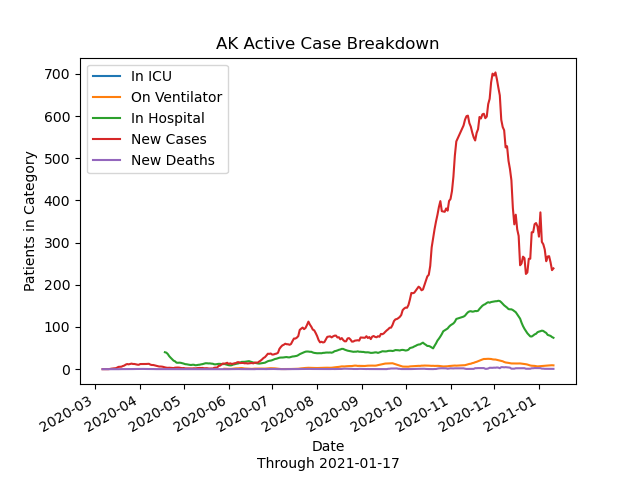 AK Active Case Breakdown
In ICU
On Ventilator
In Hospital
New Cases
New Deaths
Patients in Category
700
600
500
400
300
200
100
0
2020-03
2020-04
2020-05
2020-06
2020-07
2020-08
2020-09
2020-10
2020-11
2020-12
2021-01
Date
Through 2021-01-17